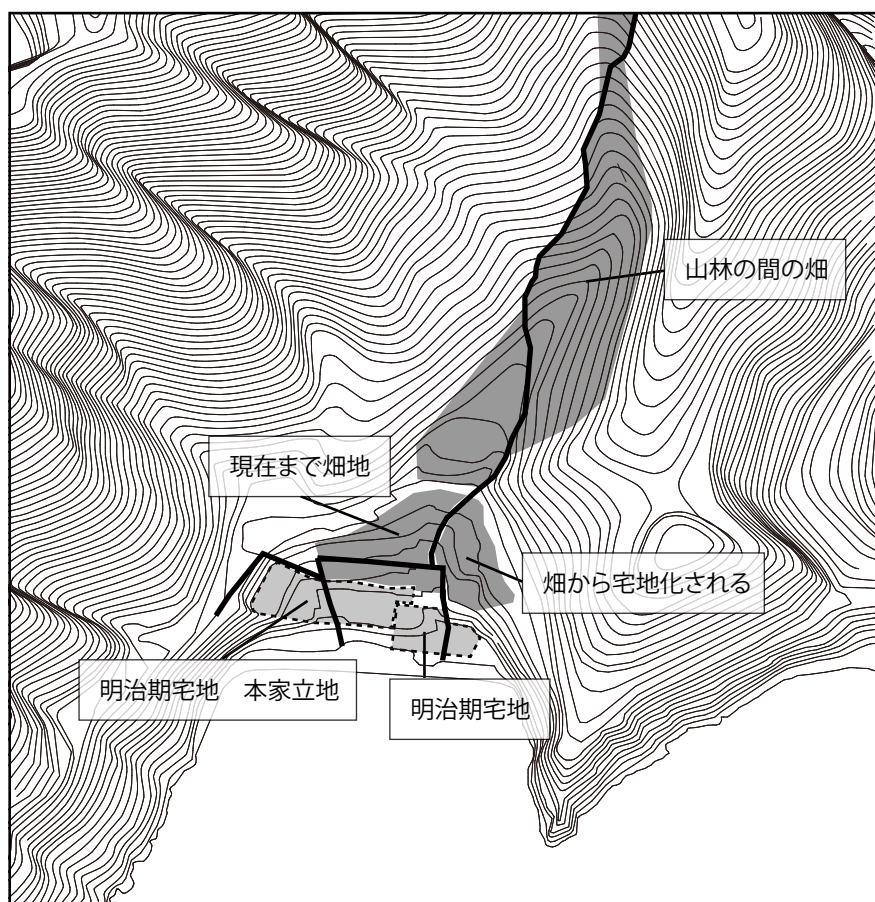 山林の間の畑
現在まで畑地
畑から宅地化される
明治期宅地　本家立地
明治期宅地